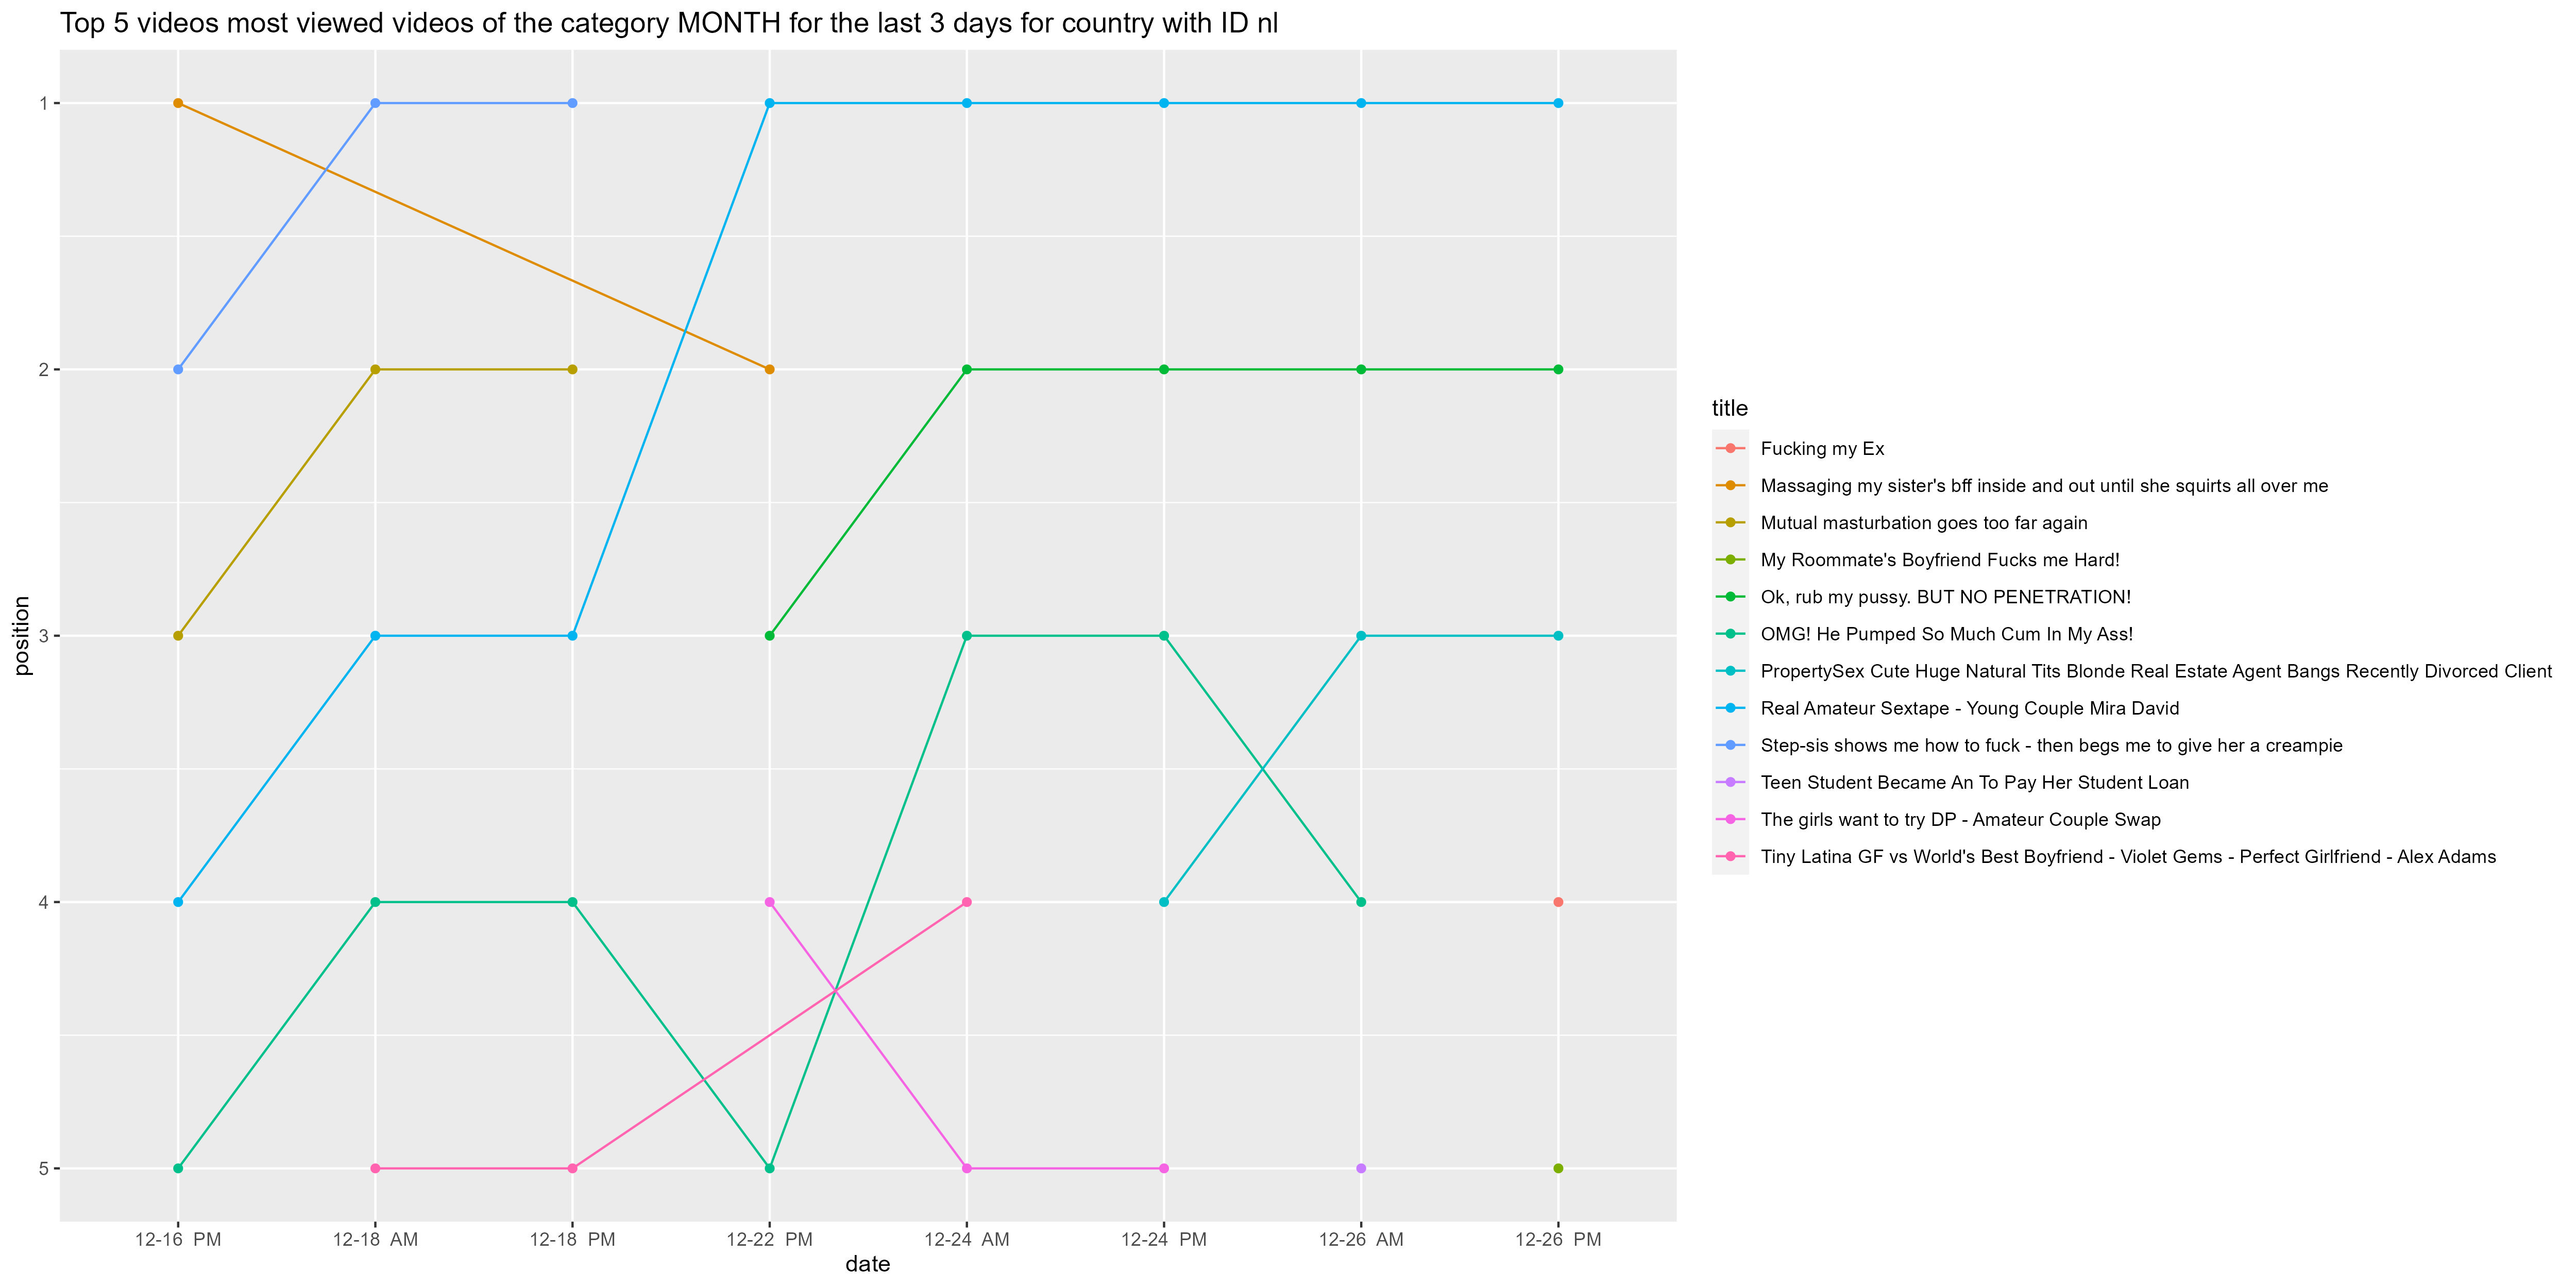 Top 5 videos most viewed videos of the category MONTH for the last 3 days for country with ID nl
position
1
2
3
4
5
12-16 PM
12-18 AM
12-18 PM
12-22 PM
12-24 AM
12-24 PM
12-26 AM
12-26 PM
date
title
Fucking my Ex
Massaging my sister's bff inside and out until she squirts all over me
Mutual masturbation goes too far again
My Roommate's Boyfriend Fucks me Hard!
Ok, rub my pussy. BUT NO PENETRATION!
OMG! He Pumped So Much Cum In My Ass!
PropertySex Cute Huge Natural Tits Blonde Real Estate Agent Bangs Recently Divorced Client
Real Amateur Sextape - Young Couple Mira David
Step-sis shows me how to fuck - then begs me to give her a creampie
Teen Student Became An To Pay Her Student Loan
The girls want to try DP - Amateur Couple Swap
Tiny Latina GF vs World's Best Boyfriend - Violet Gems - Perfect Girlfriend - Alex Adams